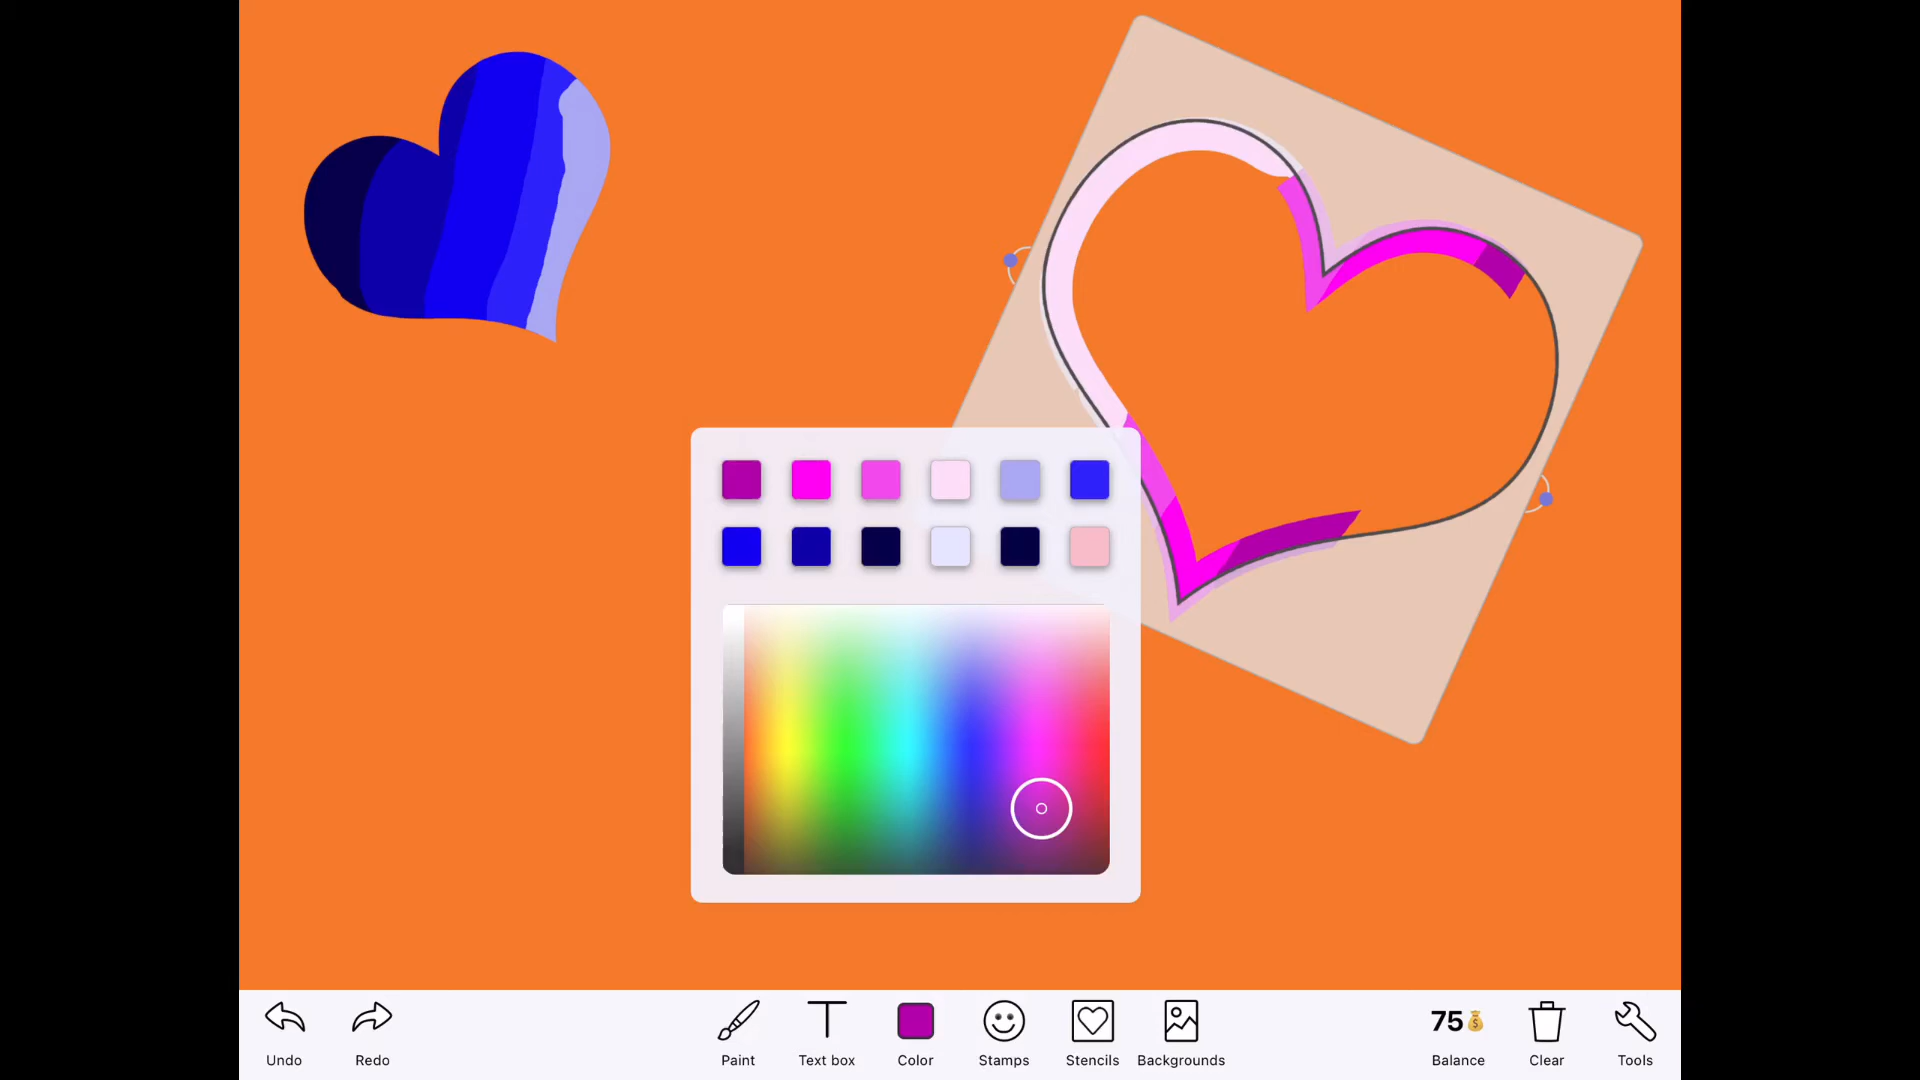 Undo
Redo
Paint
Text box
Color
Stamps
Stencils
Backgrounds
75
Balance
Clear
Tools